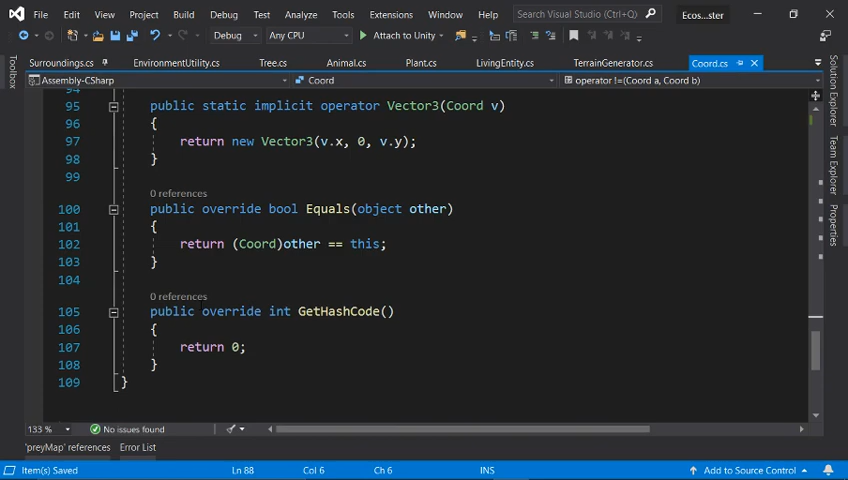 File Edit View Git Project Build Debug Test Analyze Tools Extensions Window Help Search Visual Studio (Ctrl+Q) Ecos...ster
Debug Any CPU Attach to Unity
Surroundings.cs EnvironmentUtility.cs Tree.cs Animal.cs Plant.cs LivingEntity.cs TerrainGenerator.cs Coord.cs
Assembly-CSharp Coord operator !=(Coord a, Coord b)
94
95 public static implicit operator Vector3(Coord v)
96 {
97 return new Vector3(v.x, 0, v.y);
98 }
99
0 references
100 public override bool Equals(object other)
101 {
102 return (Coord)other == this;
103 }
104
0 references
105 public override int GetHashCode()
106 {
107 return 0;
108 }
109 }
133 % No issues found
'preyMap' references Error List
Item(s) Saved Ln 88 Col 6 Ch 6 INS Add to Source Control
Toolbox
Solution Explorer
Team Explorer
Properties